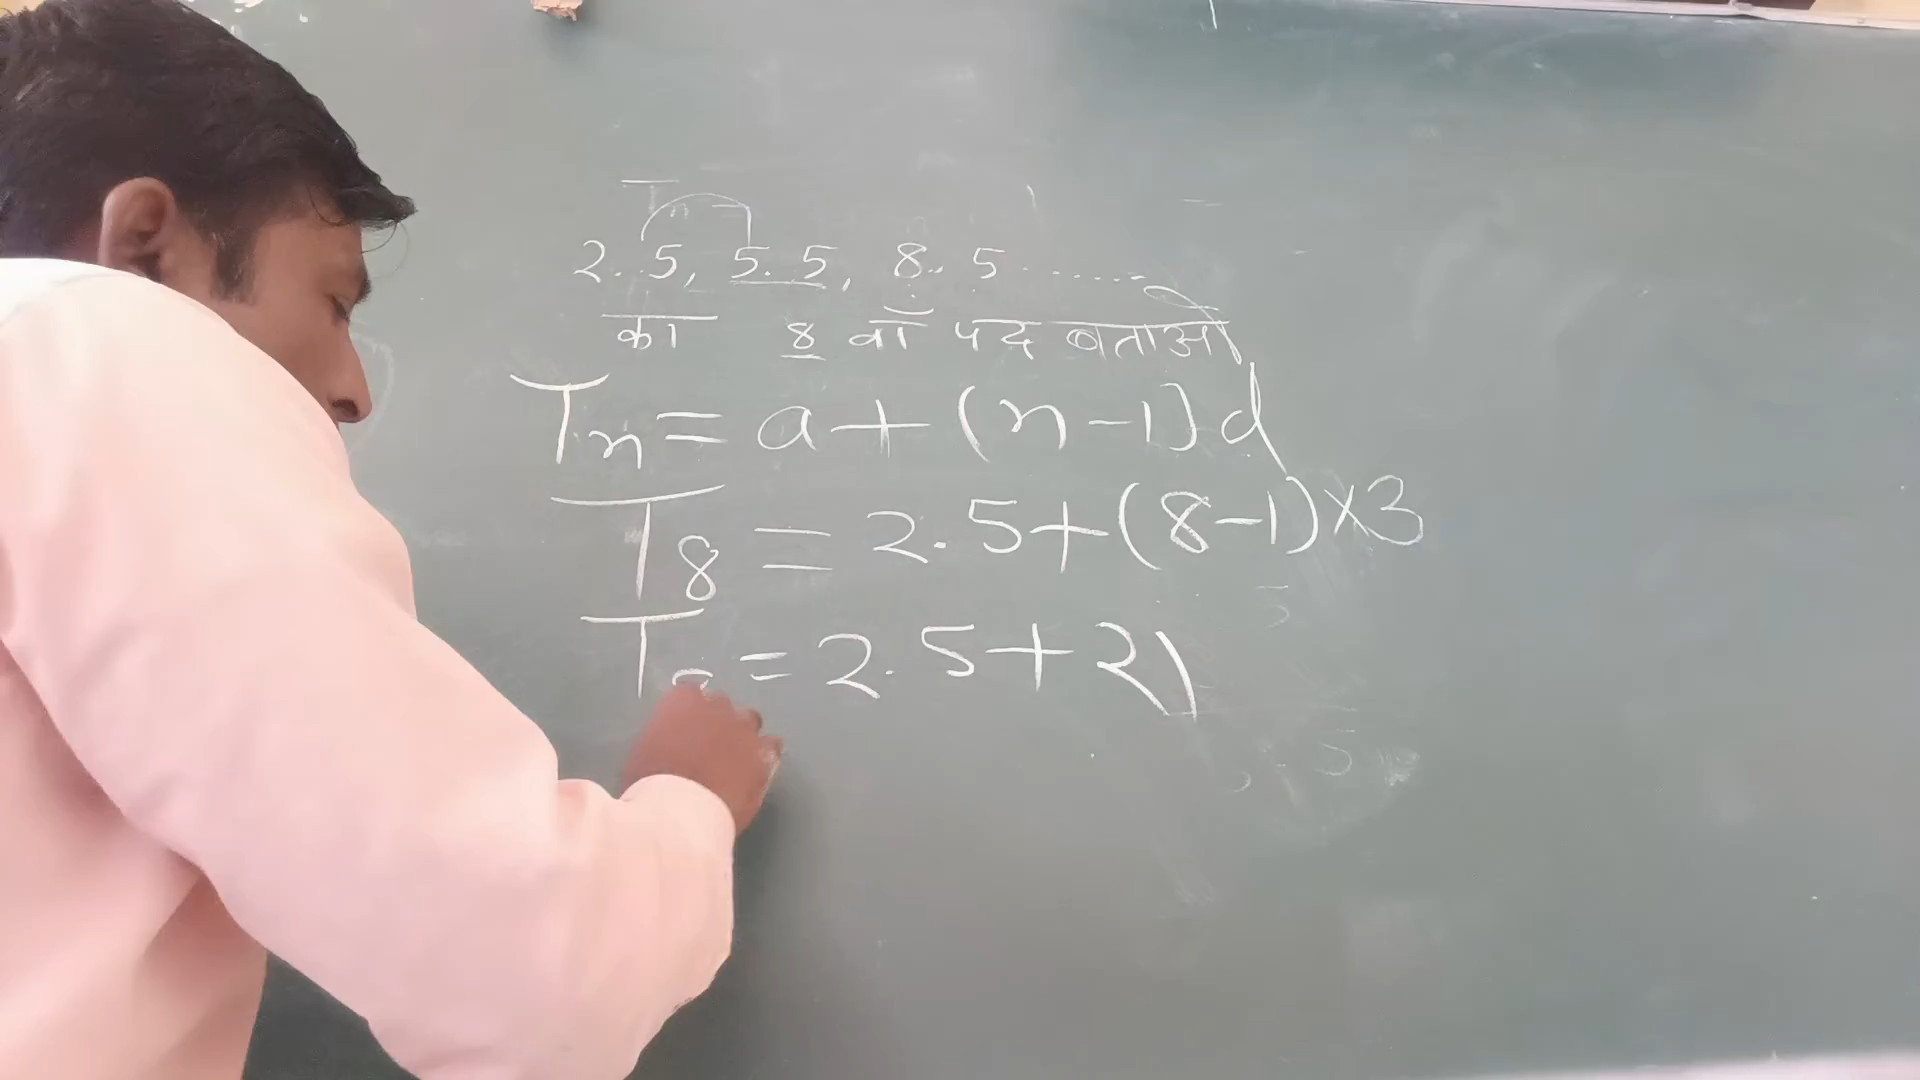 2.5, 5.5, 8.5 .......
का 8 वाँ पद बताओ
Tn = a + (n-1)d
T8 = 2.5+(8-1)×3
T8 = 2.5+21